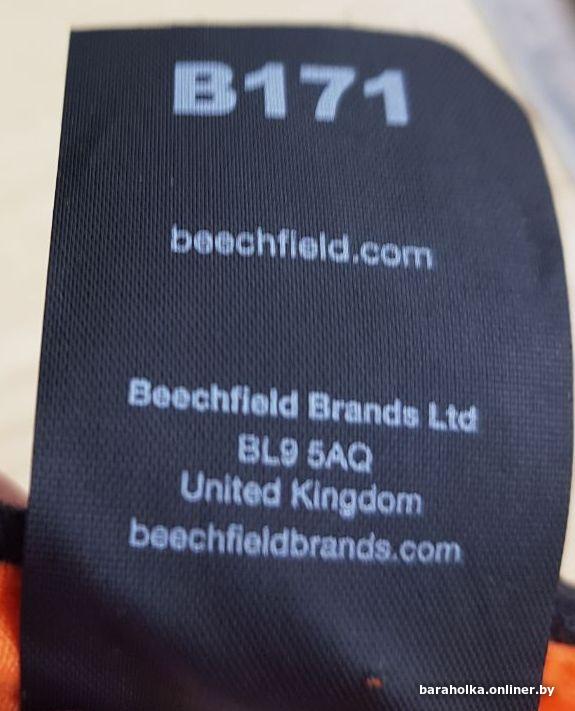 B171
beechfield.com
Beechfield Brands Ltd
BL9 5AQ
United Kingdom
beechfieldbrands.com
baraholka.onliner.by